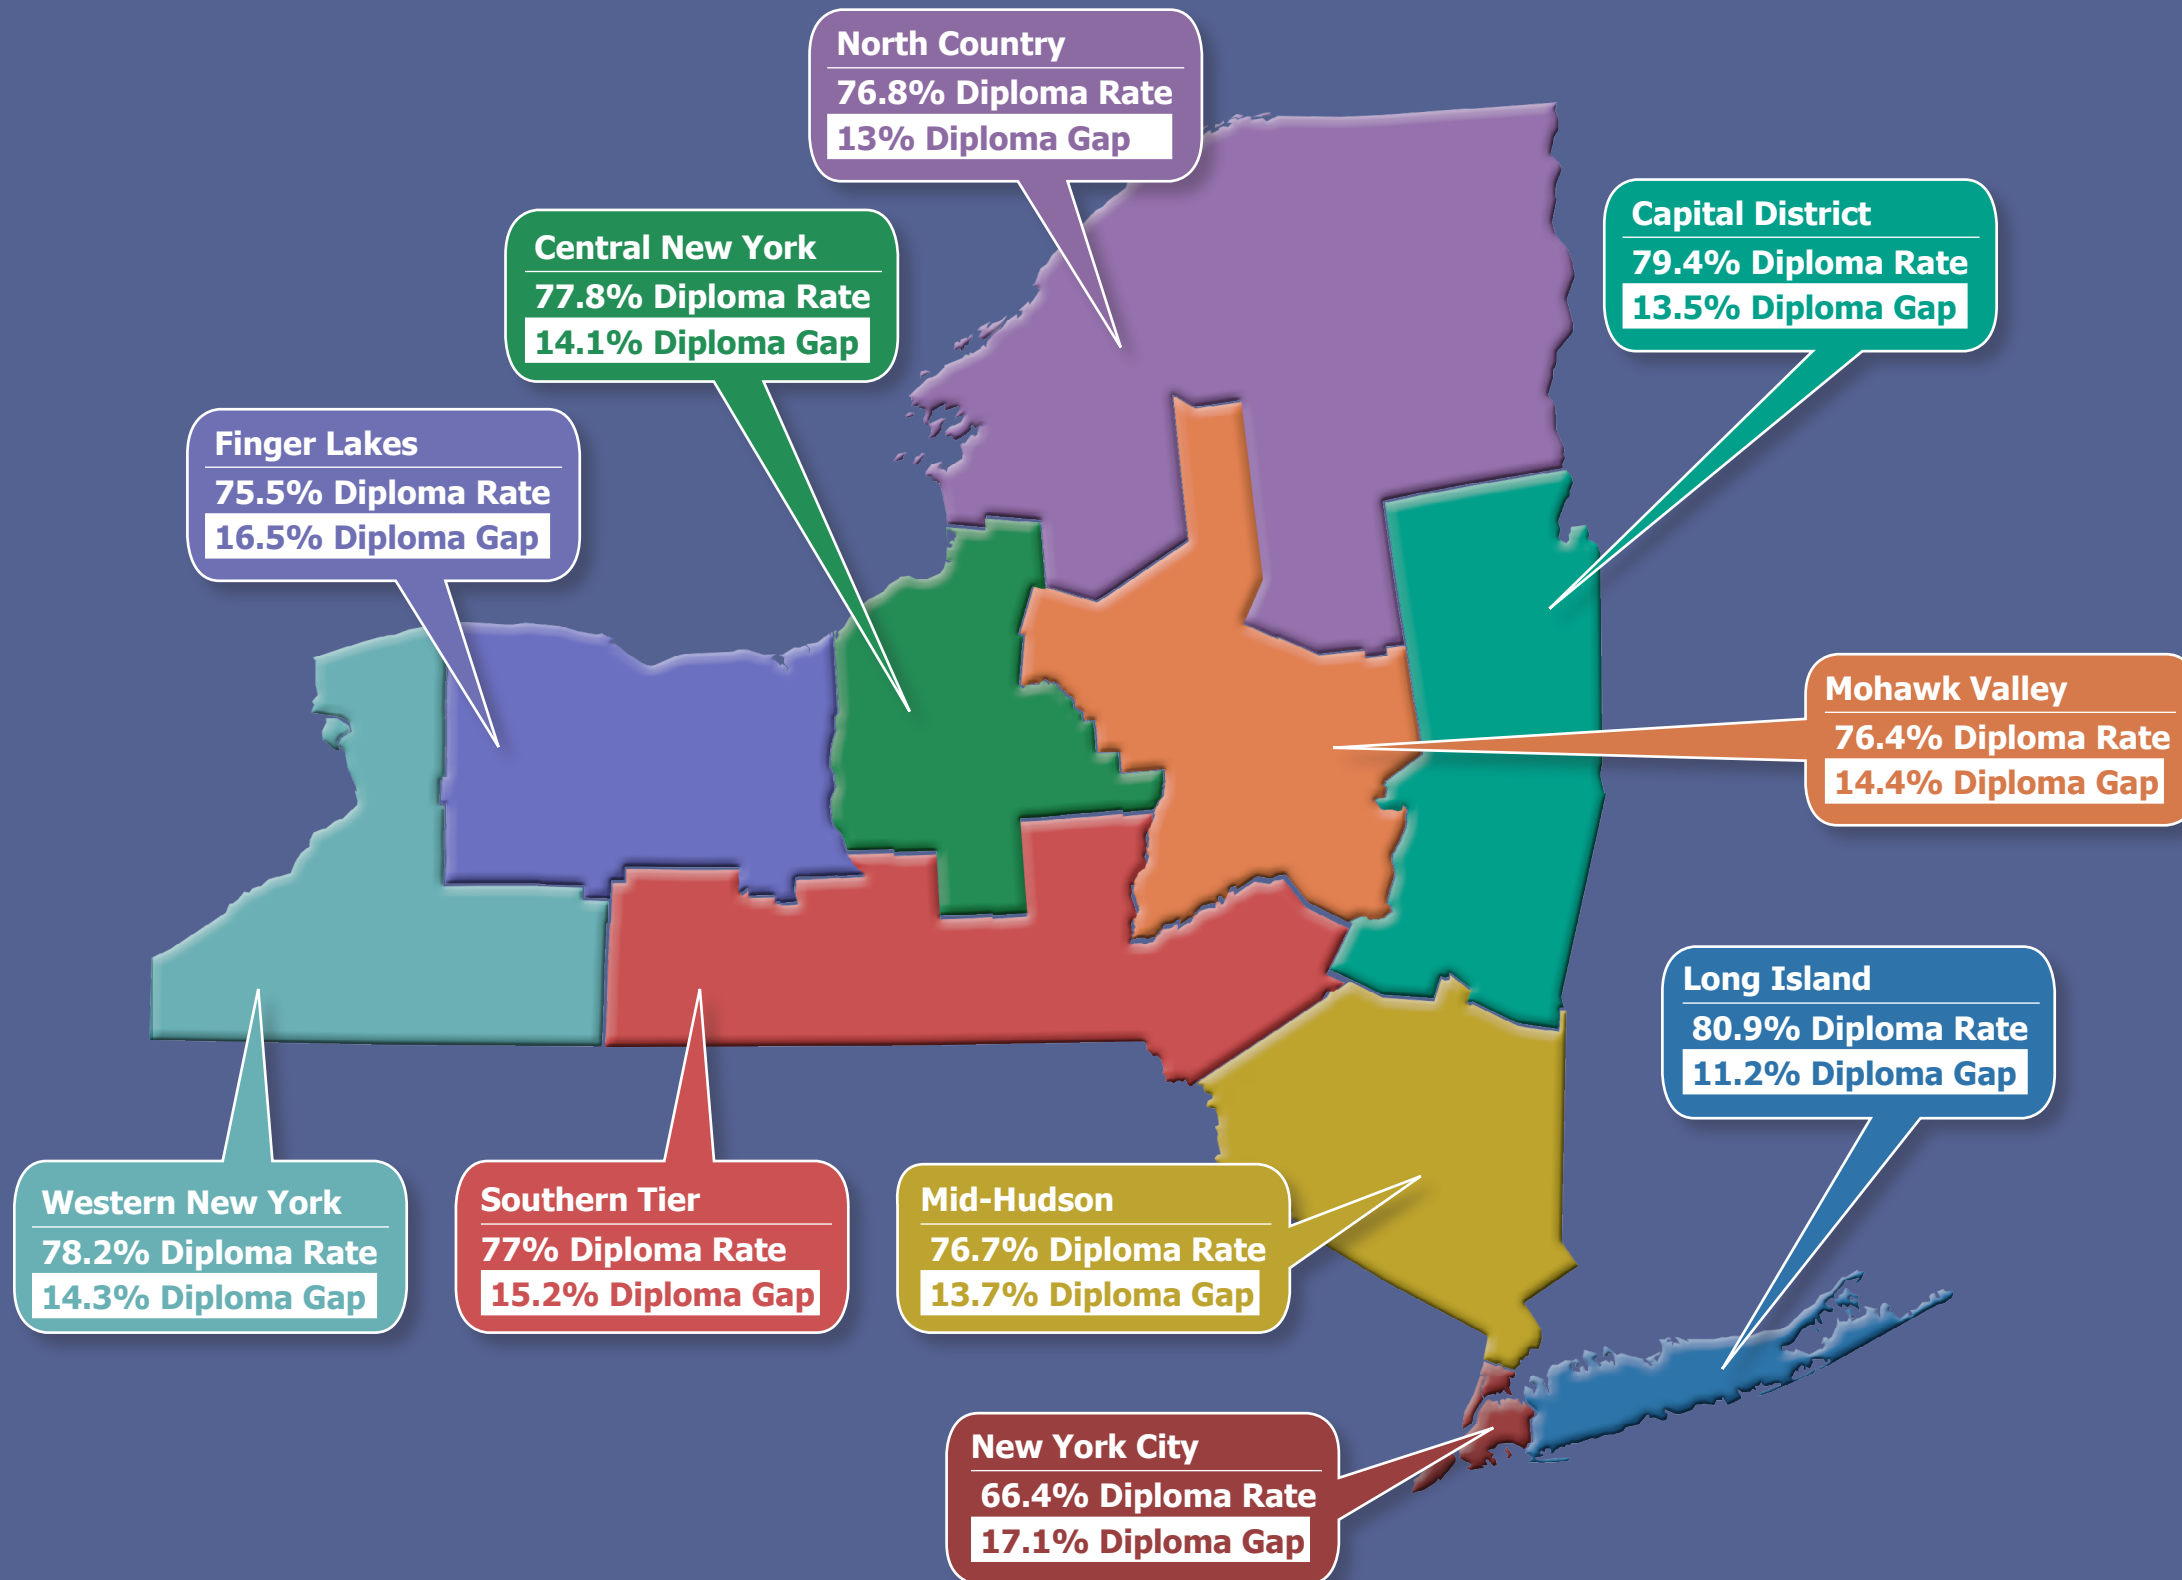 North Country
76.8% Diploma Rate
13% Diploma Gap
Capital District
79.4% Diploma Rate
13.5% Diploma Gap
Central New York
77.8% Diploma Rate
14.1% Diploma Gap
Finger Lakes
75.5% Diploma Rate
16.5% Diploma Gap
Mohawk Valley
76.4% Diploma Rate
14.4% Diploma Gap
Long Island
80.9% Diploma Rate
11.2% Diploma Gap
Western New York
78.2% Diploma Rate
14.3% Diploma Gap
Southern Tier
77% Diploma Rate
15.2% Diploma Gap
Mid-Hudson
76.7% Diploma Rate
13.7% Diploma Gap
New York City
66.4% Diploma Rate
17.1% Diploma Gap